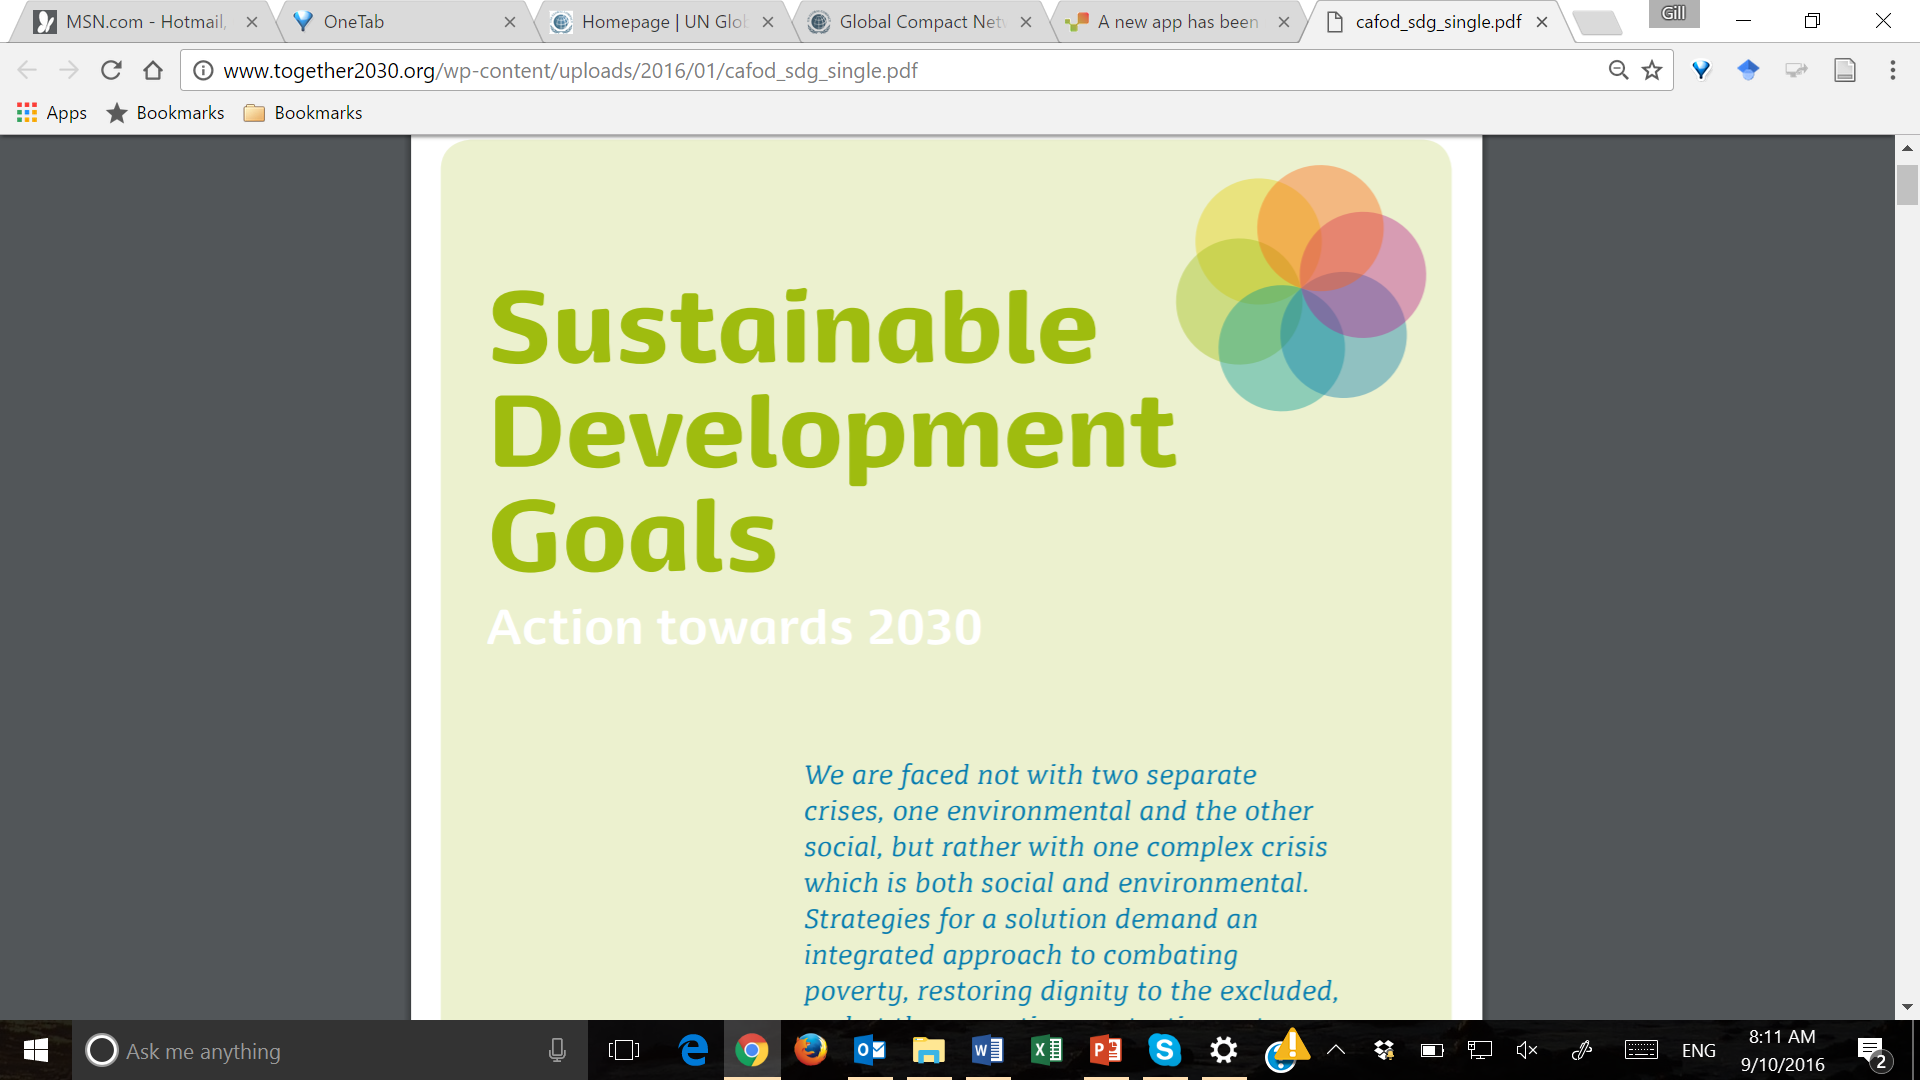 MSN.com - Hotmail,
OneTab
Homepage | UN Glo
Global Compact Net
A new app has been
cafod_sdg_single.pdf
Gill
www.together2030.org/wp-content/uploads/2016/01/cafod_sdg_single.pdf
Apps
Bookmarks
Bookmarks
Sustainable
Development
Goals
Action towards 2030
We are faced not with two separate
crises, one environmental and the other
social, but rather with one complex crisis
which is both social and environmental.
Strategies for a solution demand an
integrated approach to combating
poverty, restoring dignity to the excluded,
Ask me anything
ENG
8:11 AM
9/10/2016
2